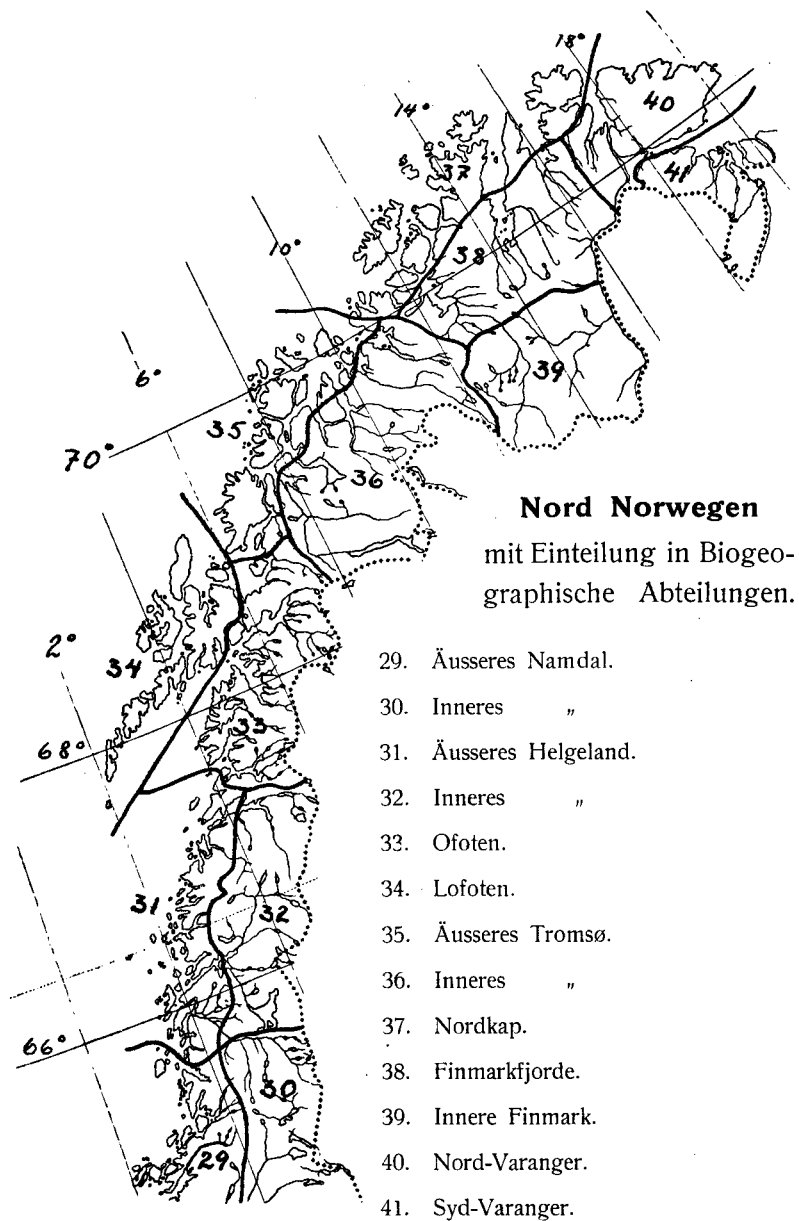 18°
40
14°
37
41
10°
38
39
6°
35
70°
36
Nord Norwegen
mit Einteilung in Biogeo-
graphische Abteilungen.
2°
34
33
68°
31
32
66°
30
29
29. Äusseres Namdal.
30. Inneres „
31. Äusseres Helgeland.
32. Inneres „
33. Ofoten.
34. Lofoten.
35. Äusseres Tromsø.
36. Inneres „
37. Nordkap.
38. Finmarkfjorde.
39. Innere Finmark.
40. Nord-Varanger.
41. Syd-Varanger.